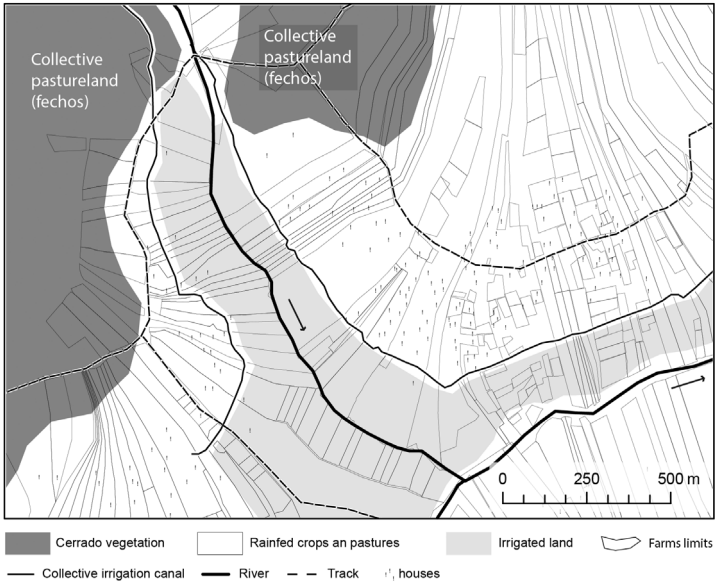 Collective
pastureland
(fechos)
Collective
pastureland
(fechos)
0 250 500 m
Cerrado vegetation
Rainfed crops an pastures
Irrigated land
Farms limits
Collective irrigation canal
River
Track
houses